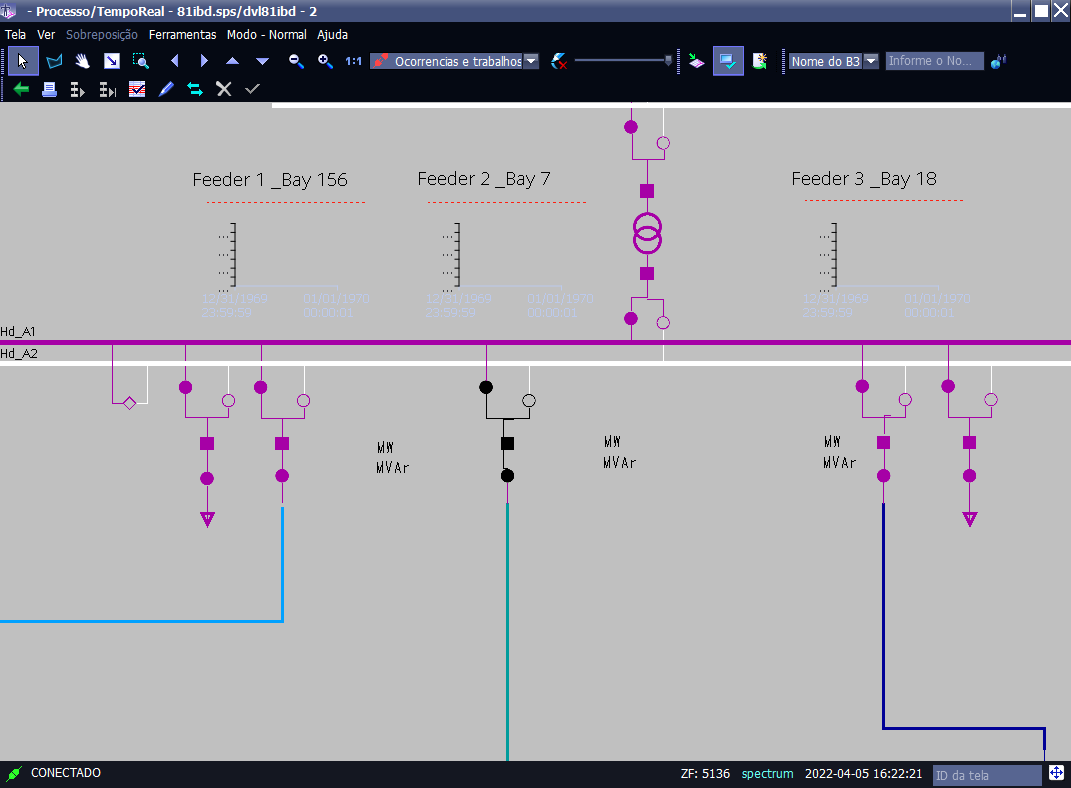 - Processo/TempoReal - 81ibd.sps/dvl81ibd - 2
Tela Ver Sobreposição Ferramentas Modo - Normal Ajuda
1:1 Ocorrencias e trabalhos Nome do B3 Informe o No...
Feeder 1 _Bay 156 Feeder 2 _Bay 7 Feeder 3 _Bay 18
12/31/1969 01/01/1970 12/31/1969 01/01/1970 12/31/1969 01/01/1970
23:59:59 00:00:01 23:59:59 00:00:01 23:59:59 00:00:01
Hd_A1
Hd_A2
MW MW MW
MVAr MVAr MVAr
CONECTADO ZF: 5136 spectrum 2022-04-05 16:22:21 ID da tela